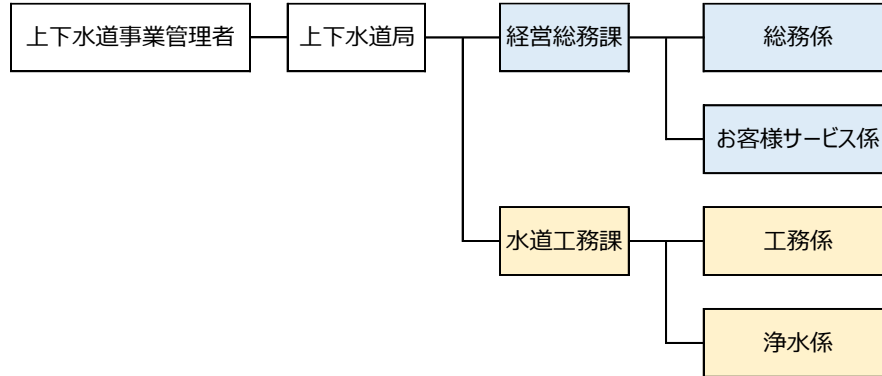 上下水道事業管理者
上下水道局
経営総務課
総務係
お客様サービス係
水道工務課
工務係
浄水係